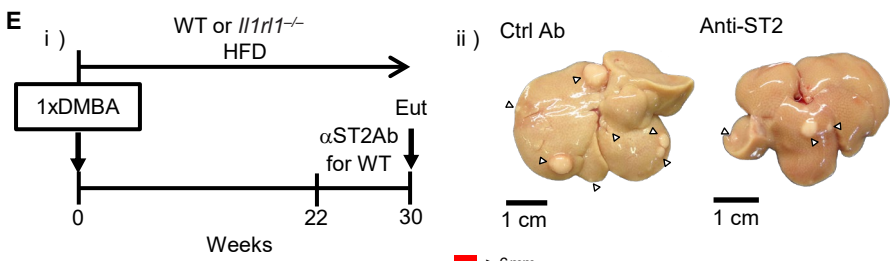 E
i )
WT or Il1rl1–/–
HFD
1xDMBA
Eut
αST2Ab
for WT
0
22
30
Weeks
ii )
Ctrl Ab
Anti-ST2
1 cm
1 cm